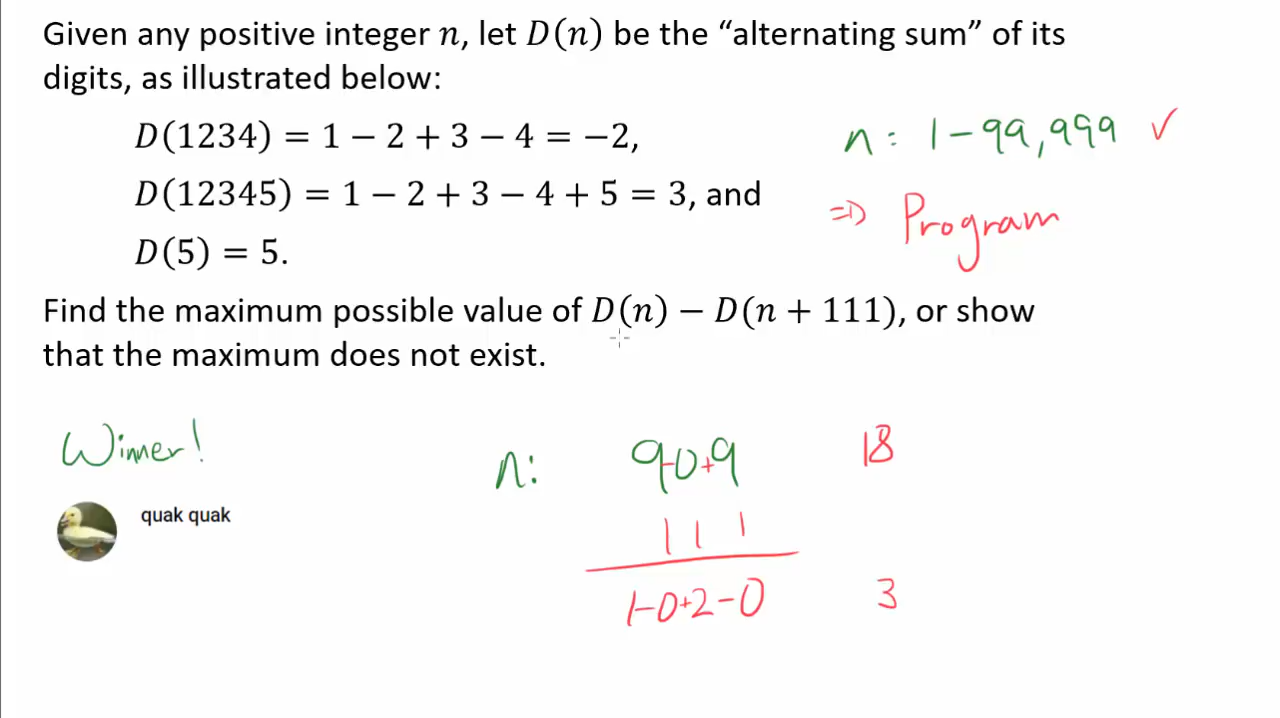 Given any positive integer n, let D(n) be the “alternating sum” of its
digits, as illustrated below:
D(1234) = 1 − 2 + 3 − 4 = −2,
D(12345) = 1 − 2 + 3 − 4 + 5 = 3, and
D(5) = 5.
n: 1 - 99,999 ✓
⇒ Program
Find the maximum possible value of D(n) − D(n + 111), or show
that the maximum does not exist.
Winner!
quak quak
n: 9-0+9 18
1 1 1
1-0+2-0 3